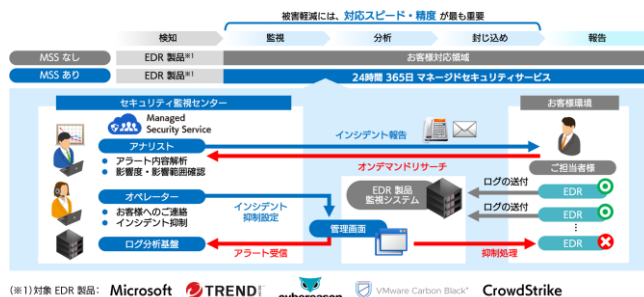 被害軽減には、対応スピード・精度 が最も重要
検知
監視
分析
封じ込め
報告
MSS なし
EDR 製品※1
お客様対応領域
MSS あり
EDR 製品※1
24時間 365日 マネージドセキュリティサービス
セキュリティ監視センター
お客様環境
Managed
Security Service
アナリスト
インシデント報告
● アラート内容解析
● 影響度・影響範囲確認
オンデマンドリサーチ
ご担当者様
オペレーター
● お客様へのご連絡
● インシデント抑制
インシデント
抑制設定
EDR 製品
監視システム
ログの送付
EDR
ログの送付
EDR
⋮
管理画面
ログ分析基盤
アラート受信
抑制処理
EDR
(※1)対象 EDR 製品:
Microsoft
TREND
cybereason
VMware Carbon Black
CrowdStrike